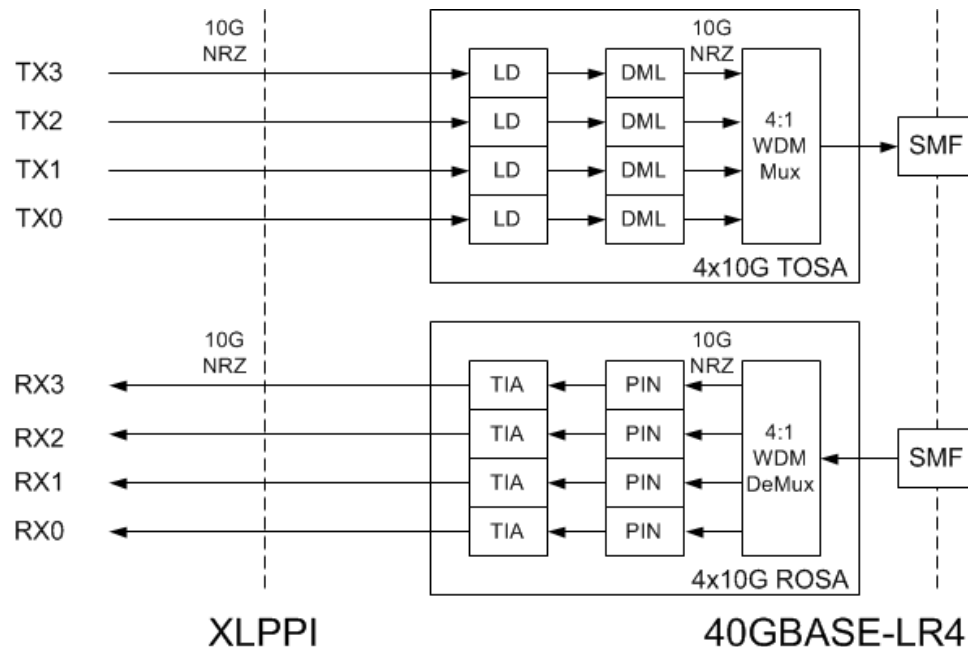 10G
NRZ
10G
NRZ
TX3
LD
DML
TX2
LD
DML
4:1
WDM
Mux
SMF
TX1
LD
DML
TX0
LD
DML
4x10G TOSA
10G
NRZ
10G
NRZ
RX3
TIA
PIN
RX2
TIA
PIN
4:1
WDM
DeMux
SMF
RX1
TIA
PIN
RX0
TIA
PIN
4x10G ROSA
XLPPI
40GBASE-LR4